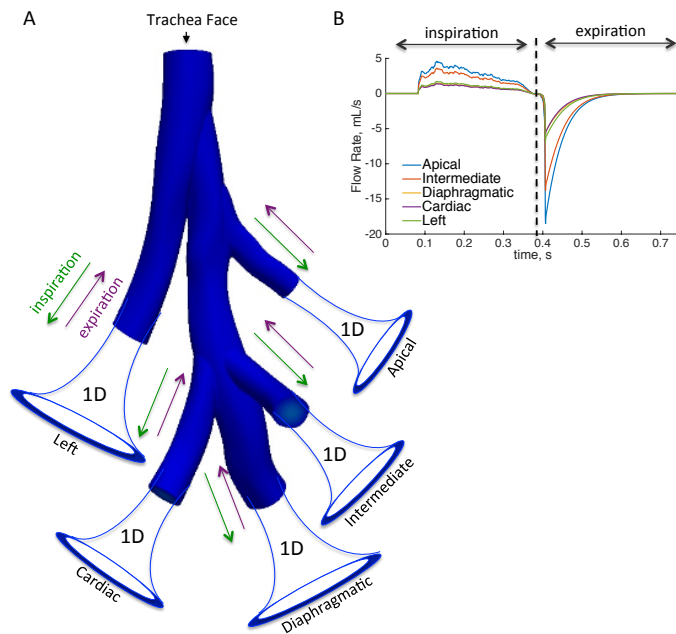 A
Trachea Face
inspiration
expiration
1D
Apical
1D
Left
1D
Intermediate
1D
Cardiac
1D
Diaphragmatic
B
inspiration
expiration
Flow Rate, mL/s
5
0
-5
-10
-15
-20
Apical
Intermediate
Diaphragmatic
Cardiac
Left
0
0.1
0.2
0.3
0.4
0.5
0.6
0.7
time, s